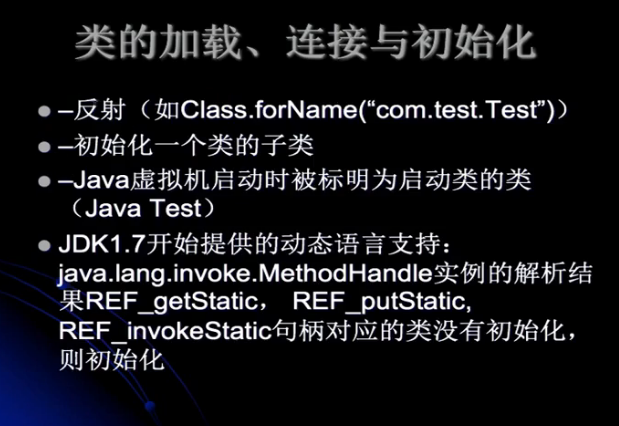 类的加载、连接与初始化
–反射（如Class.forName(“com.test.Test”)）
–初始化一个类的子类
–Java虚拟机启动时被标明为启动类的类
（Java Test）
JDK1.7开始提供的动态语言支持：
java.lang.invoke.MethodHandle实例的解析结
果REF_getStatic， REF_putStatic,
REF_invokeStatic句柄对应的类没有初始化，
则初始化